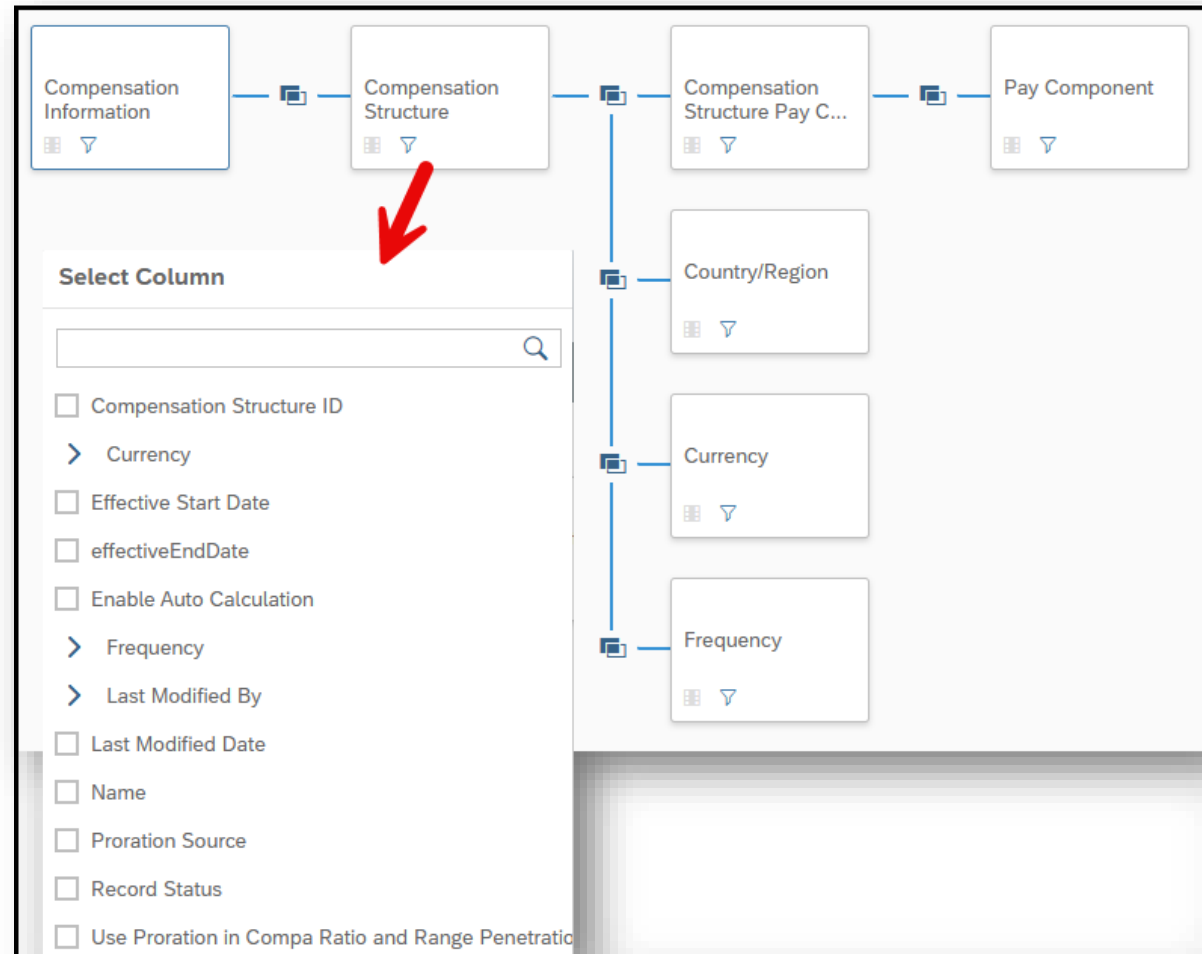 Compensation
Information
Compensation
Structure
Compensation
Structure Pay C...
Pay Component
Country/Region
Currency
Frequency
Select Column
Compensation Structure ID
Currency
Effective Start Date
effectiveEndDate
Enable Auto Calculation
Frequency
Last Modified By
Last Modified Date
Name
Proration Source
Record Status
Use Proration in Compa Ratio and Range Penetratio